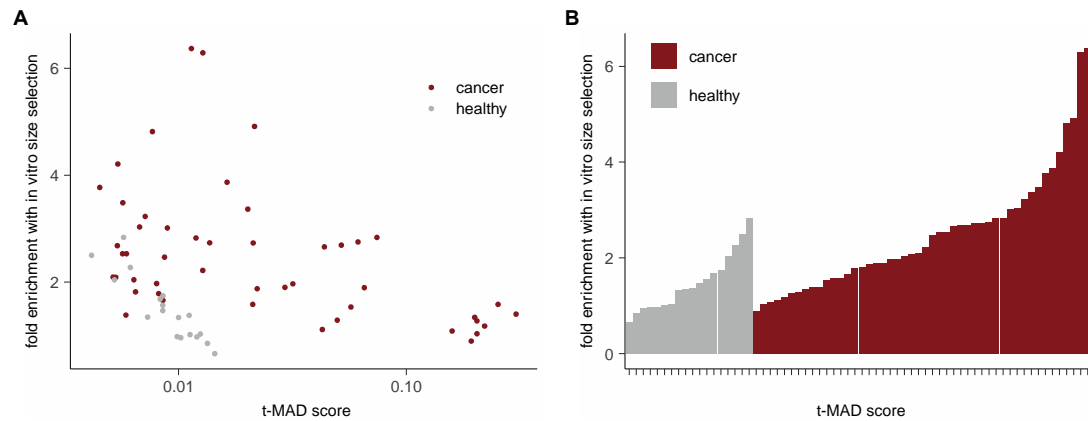 A
fold enrichment with in vitro size selection
6
4
2
0.01
0.10
t-MAD score
cancer
healthy
B
fold enrichment with in vitro size selection
6
4
2
0
t-MAD score
cancer
healthy